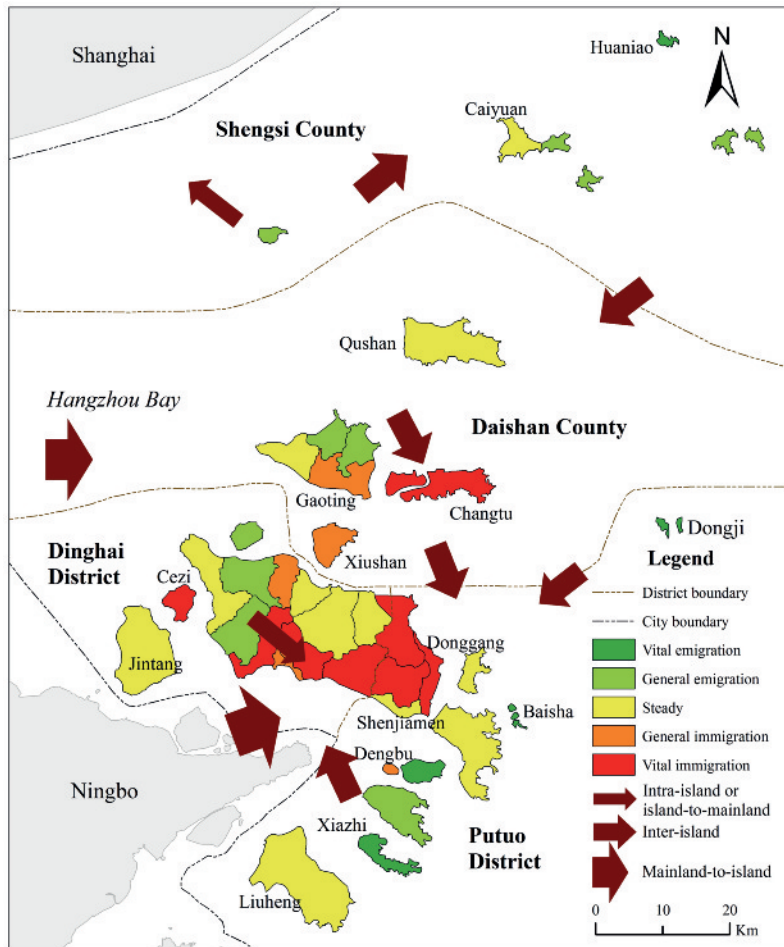 Shanghai
Huaniao
N
Caiyuan
Shengsi County
Qushan
Hangzhou Bay
Daishan County
Gaoting
Changtu
Dongji
Xiushan
Dinghai
District
Cezi
Jintang
Donggang
Shenjiamen
Baisha
Dengbu
Ningbo
Xiazhi
Putuo
District
Liuheng
Legend
District boundary
City boundary
Vital emigration
General emigration
Steady
General immigration
Vital immigration
Intra-island or
island-to-mainland
Inter-island
Mainland-to-island
0 10 20
Km